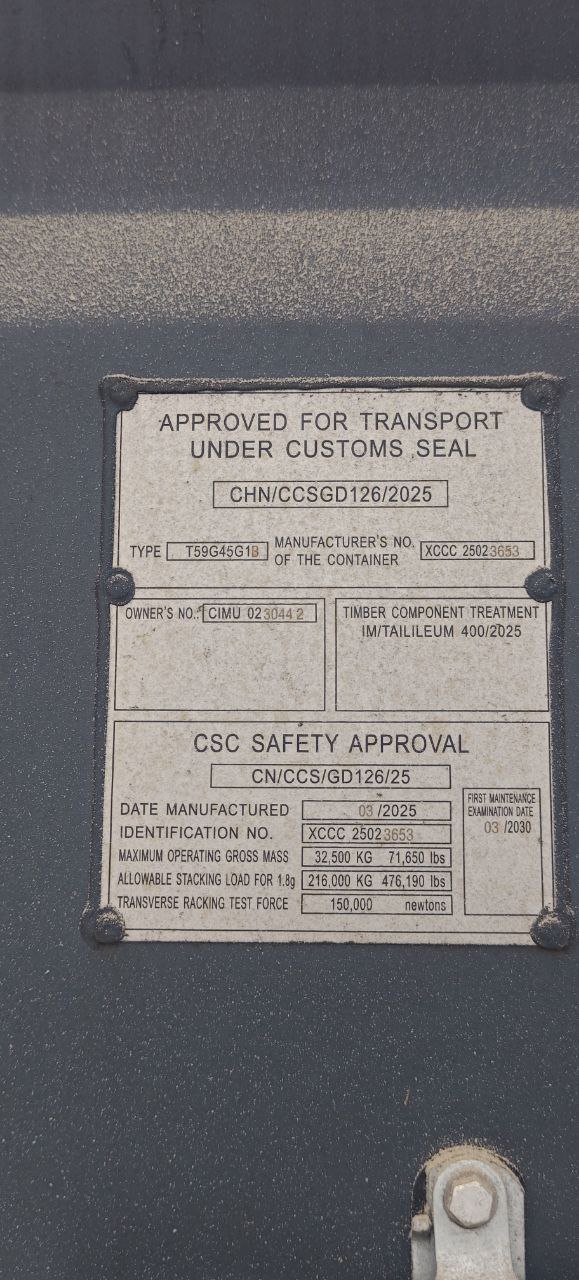 APPROVED FOR TRANSPORT
UNDER CUSTOMS SEAL
CHN/CCSGD126/2025
TYPE T59G45G1B MANUFACTURER'S NO. OF THE CONTAINER XCCC 25023653
OWNER'S NO.: CIMU 023044 2
TIMBER COMPONENT TREATMENT
IM/TAILILEUM 400/2025
CSC SAFETY APPROVAL
CN/CCS/GD126/25
DATE MANUFACTURED 03 /2025
IDENTIFICATION NO. XCCC 25023653
MAXIMUM OPERATING GROSS MASS 32,500 KG 71,650 lbs
ALLOWABLE STACKING LOAD FOR 1.8g 216,000 KG 476,190 lbs
TRANSVERSE RACKING TEST FORCE 150,000 newtons
FIRST MAINTENANCE
EXAMINATION DATE
03 /2030